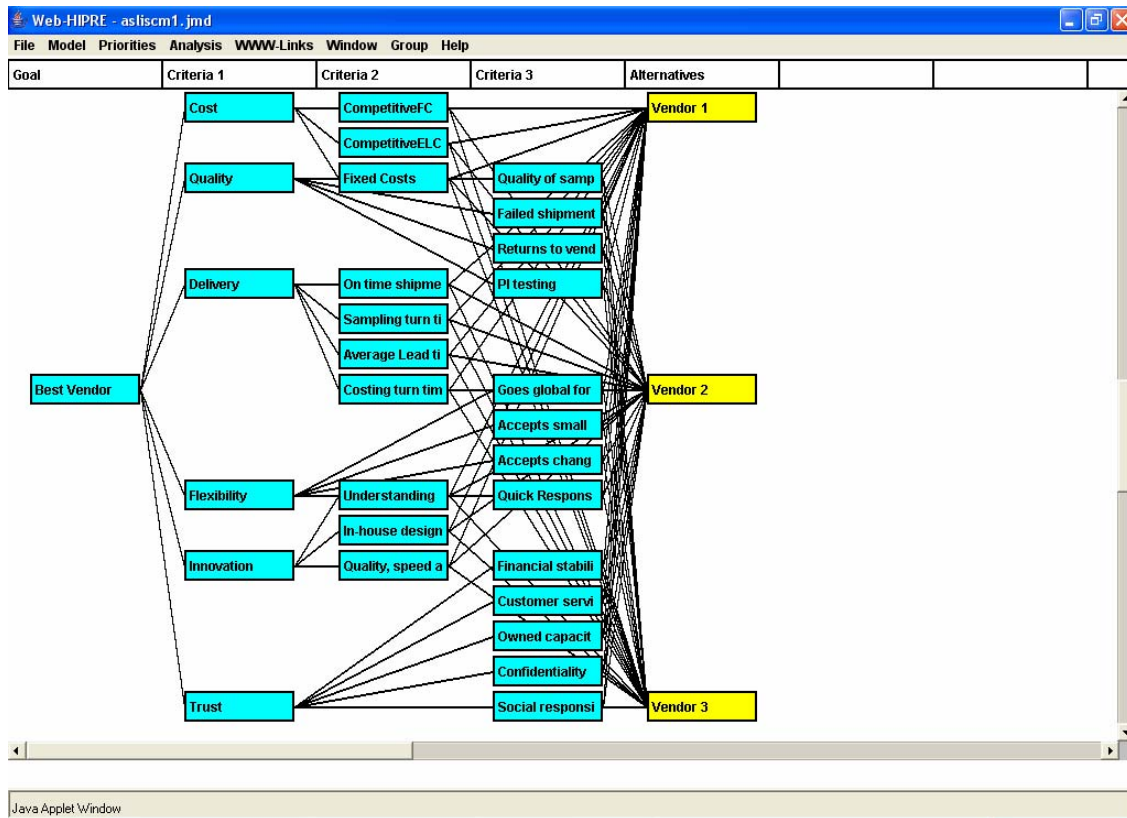 Web-HIPRE - asliscm1.jmd
File Model Priorities Analysis WWW-Links Window Group Help
Goal Criteria 1 Criteria 2 Criteria 3 Alternatives
Cost CompetitiveFC Vendor 1
CompetitiveELC
Quality Fixed Costs Quality of samp
Failed shipment
Returns to vend
Delivery On time shipme PI testing
Sampling turn ti
Average Lead ti
Best Vendor Costing turn tim Goes global for Vendor 2
Accepts small
Accepts chang
Flexibility Understanding Quick Respons
In-house design
Innovation Quality, speed a Financial stabili
Customer servi
Owned capacit
Confidentiality
Trust Social responsi Vendor 3
Java Applet Window